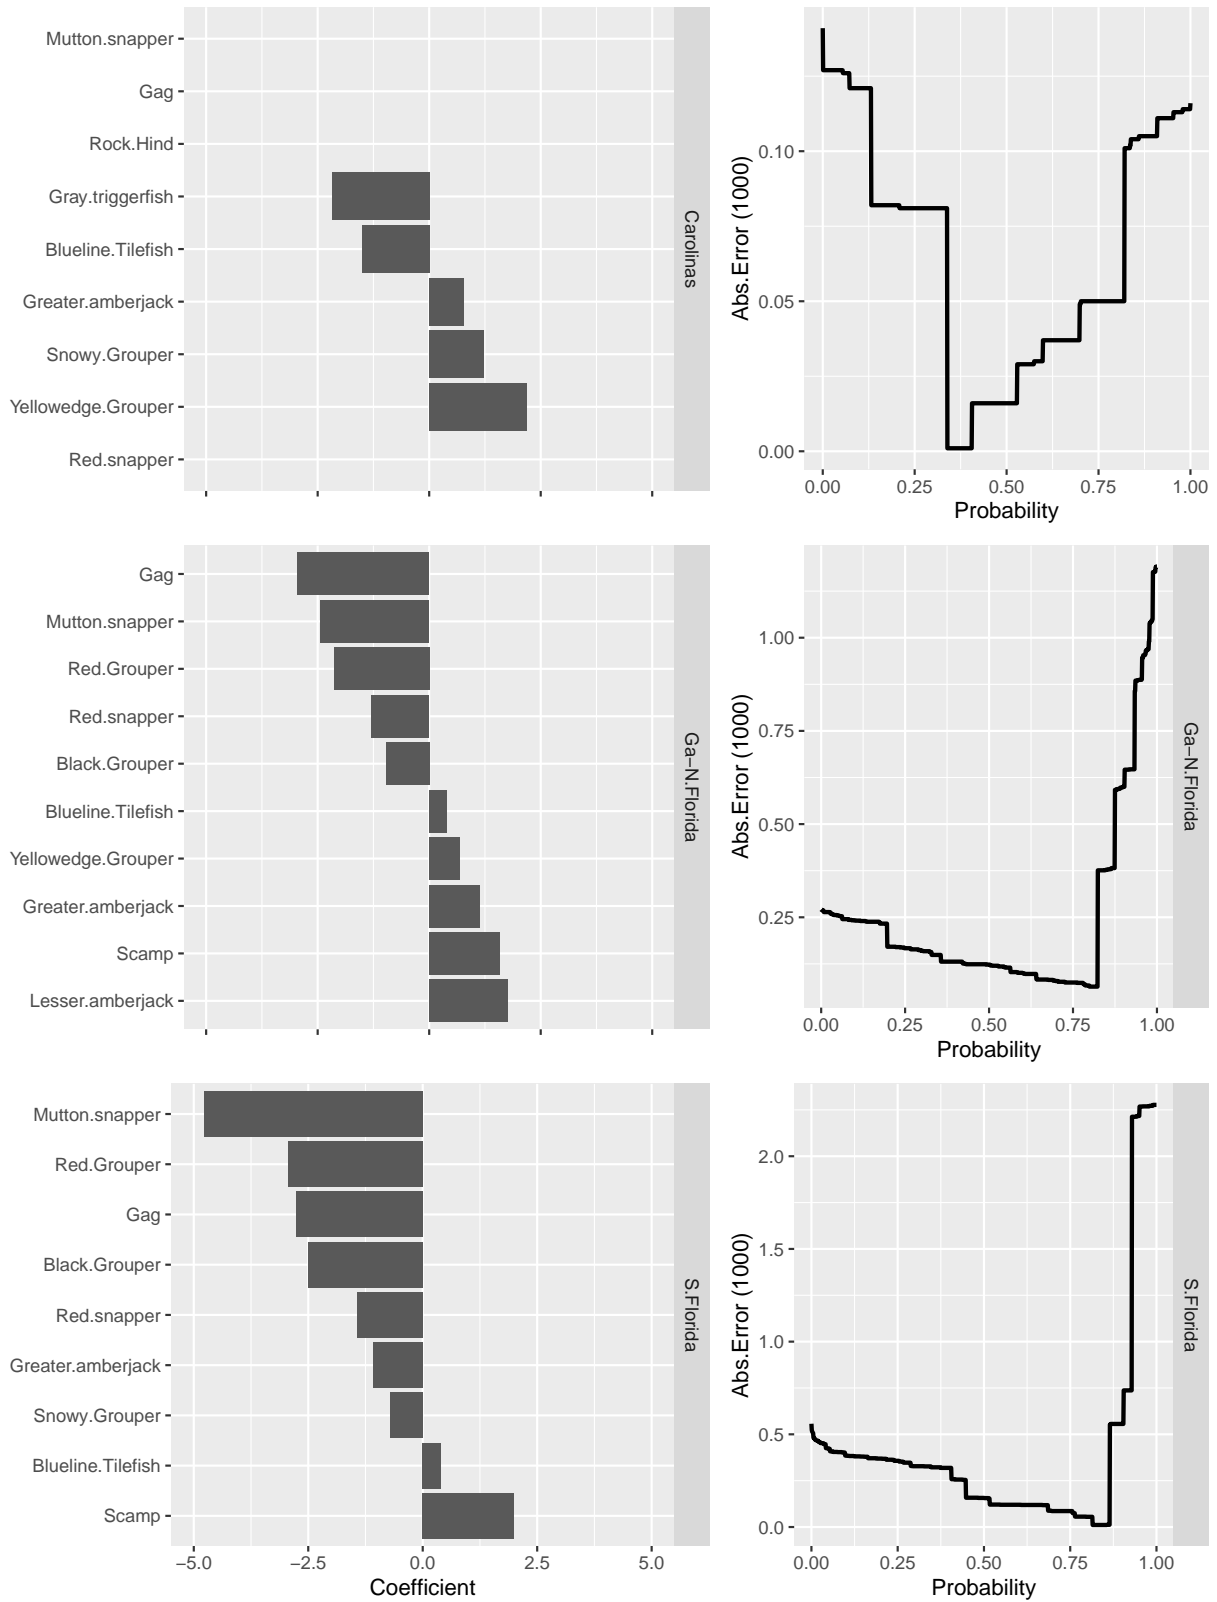 Mutton.snapper
Gag
Rock.Hind
Gray.triggerfish
Blueline.Tilefish
Greater.amberjack
Snowy.Grouper
Yellowedge.Grouper
Red.snapper
Carolinas
Abs.Error (1000)
0.10
0.05
0.00
0.00 0.25 0.50 0.75 1.00
Probability
Gag
Mutton.snapper
Red.Grouper
Red.snapper
Black.Grouper
Blueline.Tilefish
Yellowedge.Grouper
Greater.amberjack
Scamp
Lesser.amberjack
Ga−N.Florida
Abs.Error (1000)
1.00
0.75
0.50
0.25
0.00 0.25 0.50 0.75 1.00
Probability
Ga−N.Florida
Mutton.snapper
Red.Grouper
Gag
Black.Grouper
Red.snapper
Greater.amberjack
Snowy.Grouper
Blueline.Tilefish
Scamp
−5.0 −2.5 0.0 2.5 5.0
Coefficient
S.Florida
Abs.Error (1000)
2.0
1.5
1.0
0.5
0.0
0.00 0.25 0.50 0.75 1.00
Probability
S.Florida